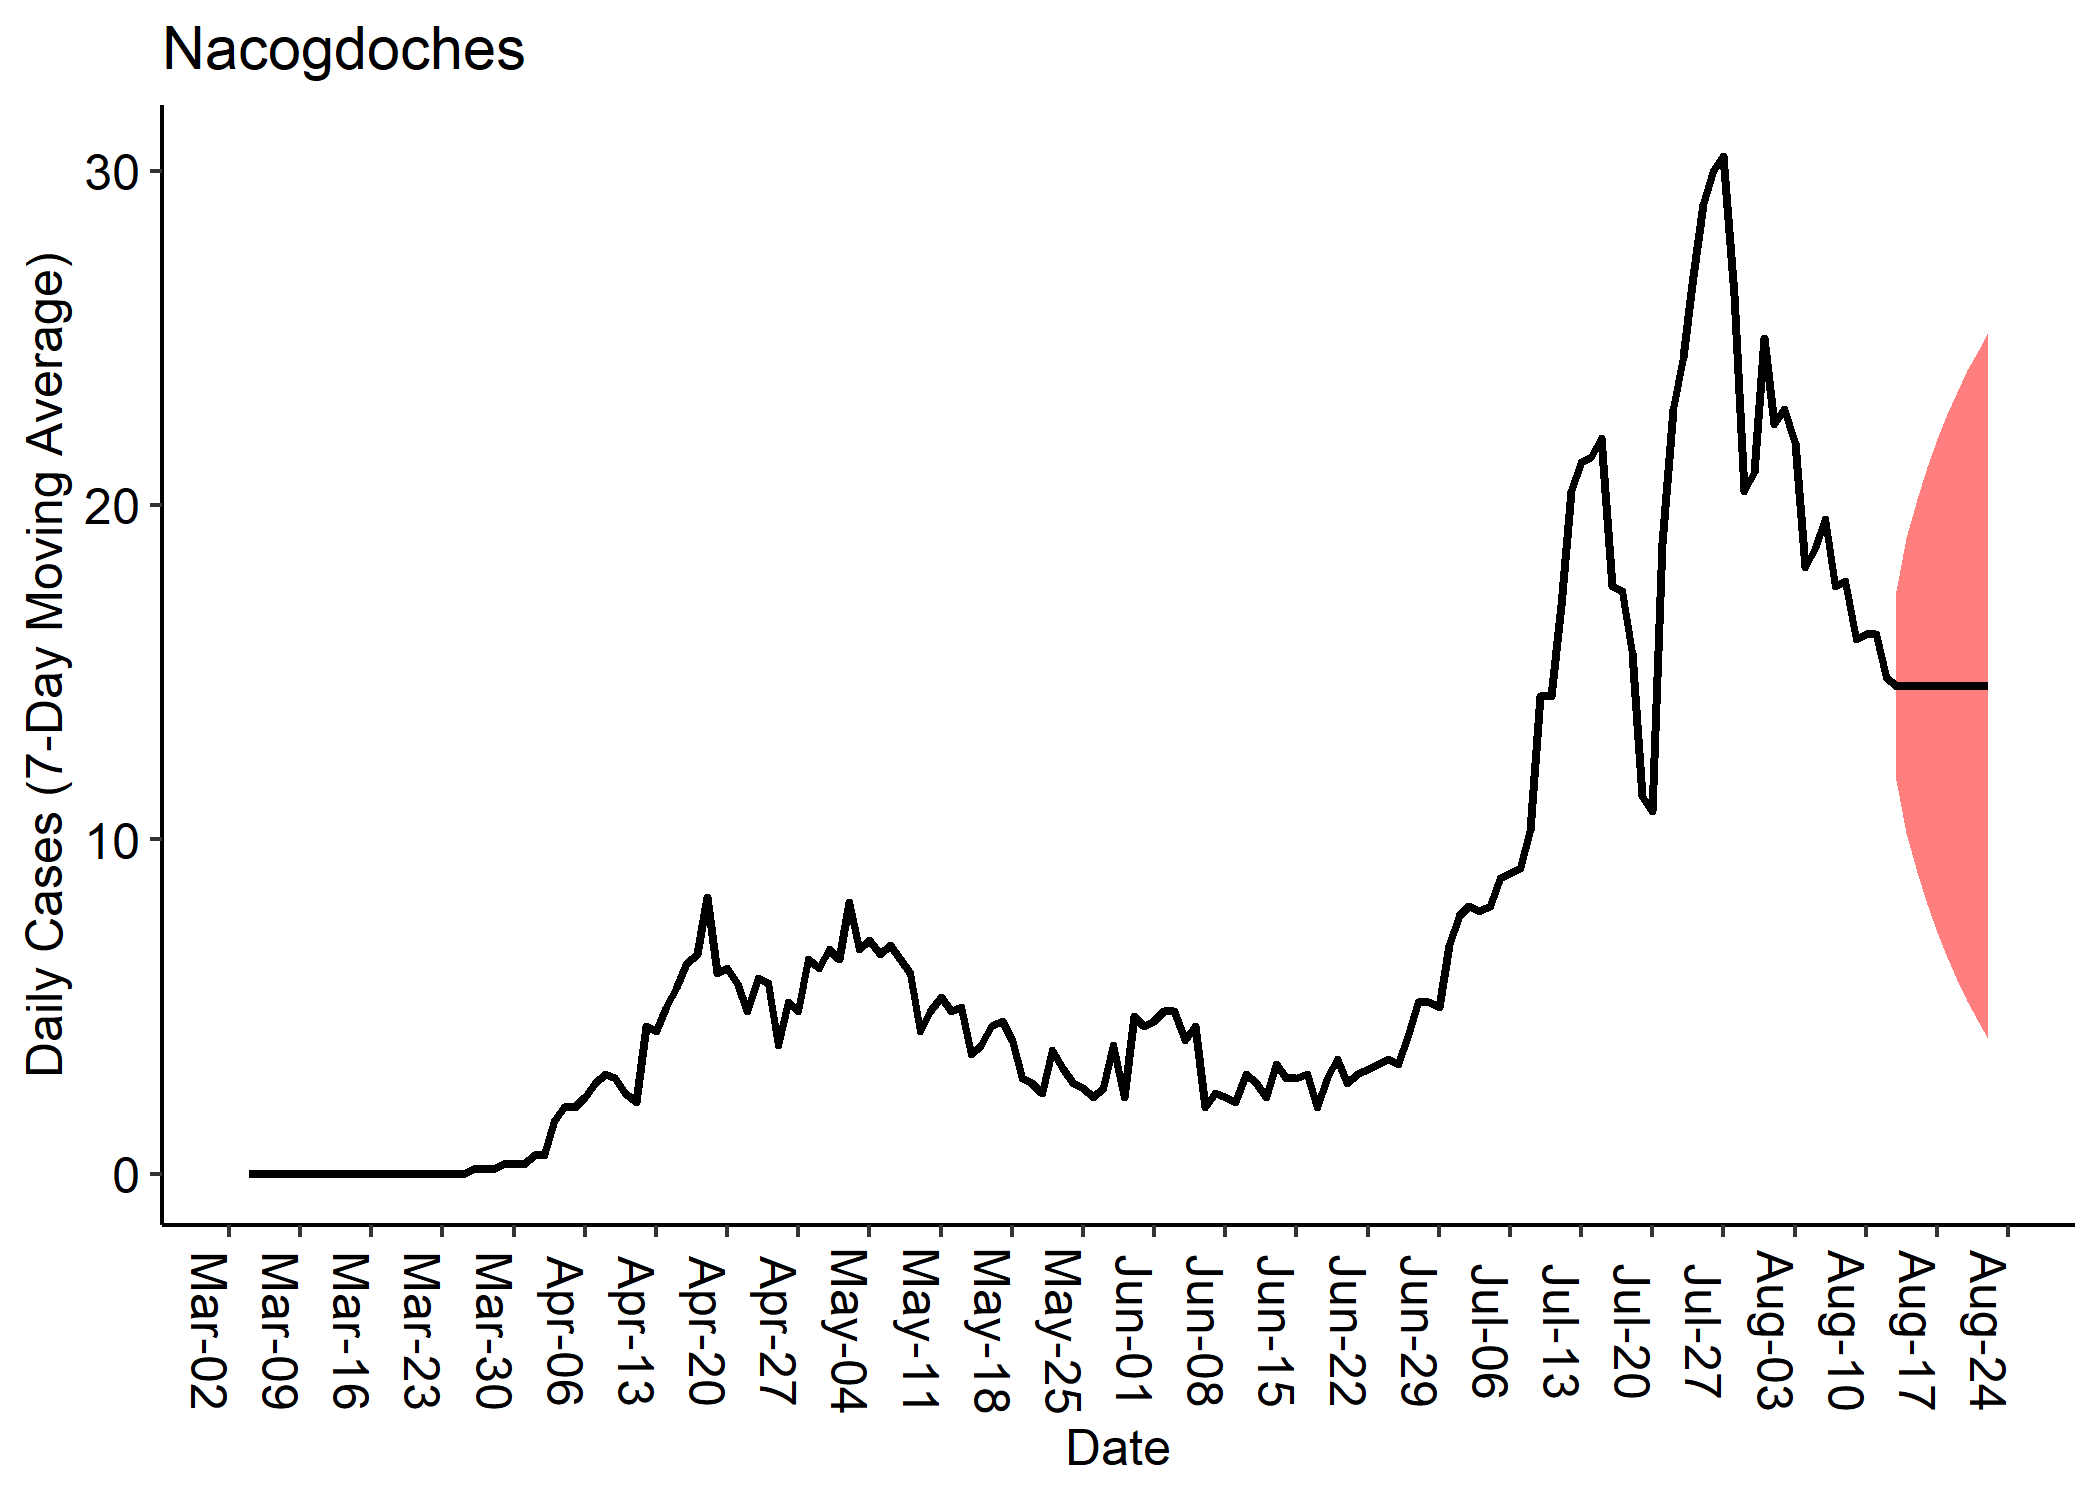 Nacogdoches
Daily Cases (7-Day Moving Average)
30
20
10
0
Mar-02
Mar-09
Mar-16
Mar-23
Mar-30
Apr-06
Apr-13
Apr-20
Apr-27
May-04
May-11
May-18
May-25
Jun-01
Jun-08
Jun-15
Jun-22
Jun-29
Jul-06
Jul-13
Jul-20
Jul-27
Aug-03
Aug-10
Aug-17
Aug-24
Date